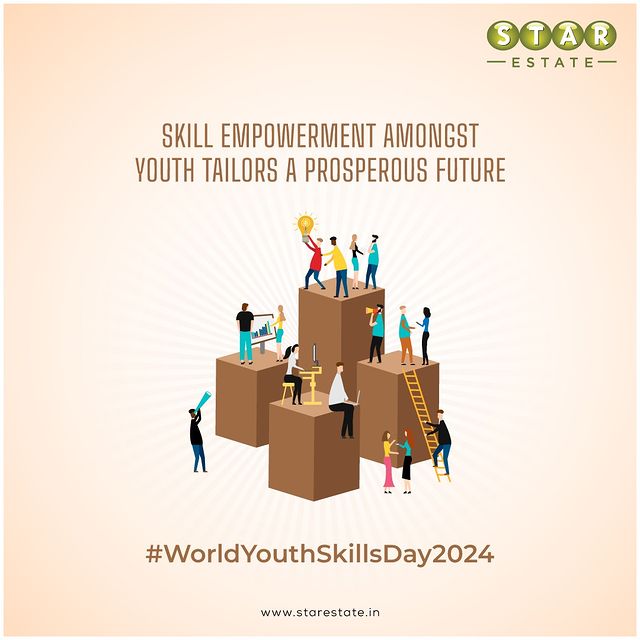 STAR
ESTATE
SKILL EMPOWERMENT AMONGST
YOUTH TAILORS A PROSPEROUS FUTURE
#WorldYouthSkillsDay2024
www.starestate.in